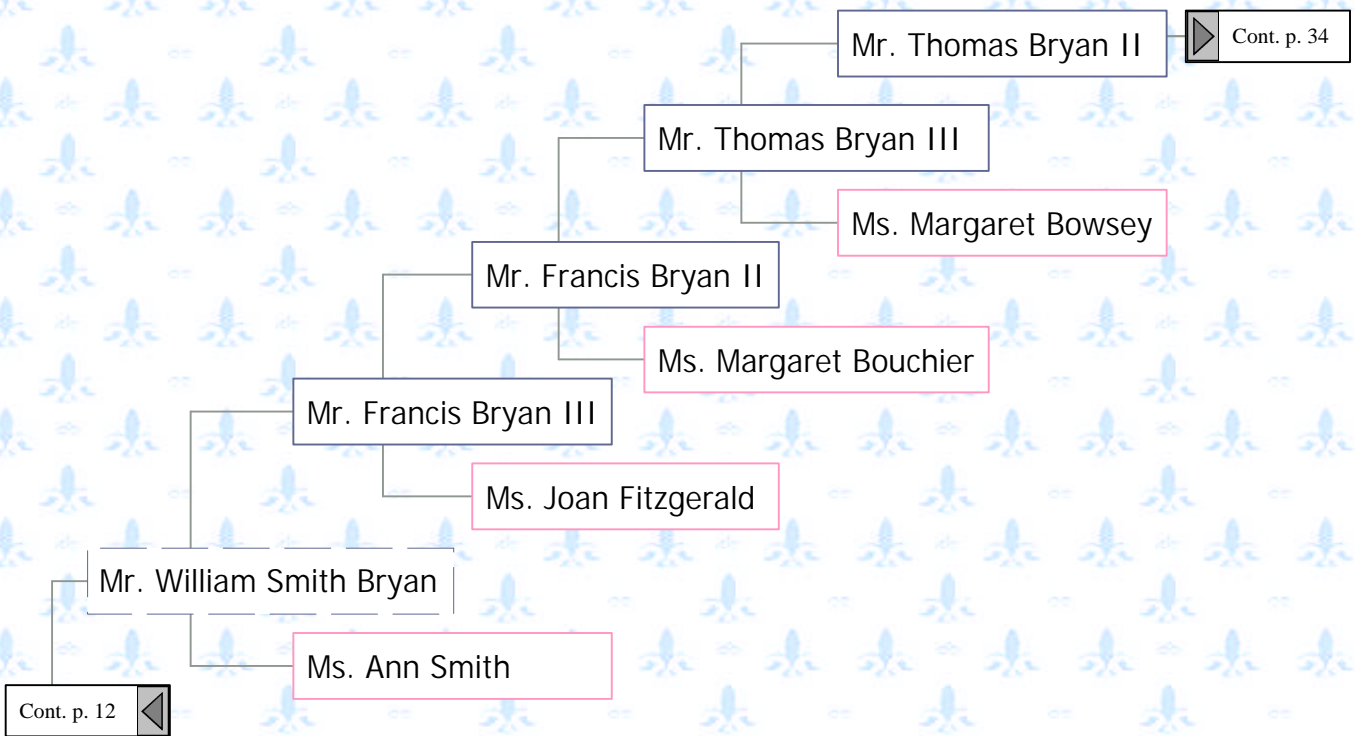 Mr. Thomas Bryan II
Cont. p. 34
Mr. Thomas Bryan III
Ms. Margaret Bowsey
Mr. Francis Bryan II
Ms. Margaret Bouchier
Mr. Francis Bryan III
Ms. Joan Fitzgerald
Mr. William Smith Bryan
Ms. Ann Smith
Cont. p. 12